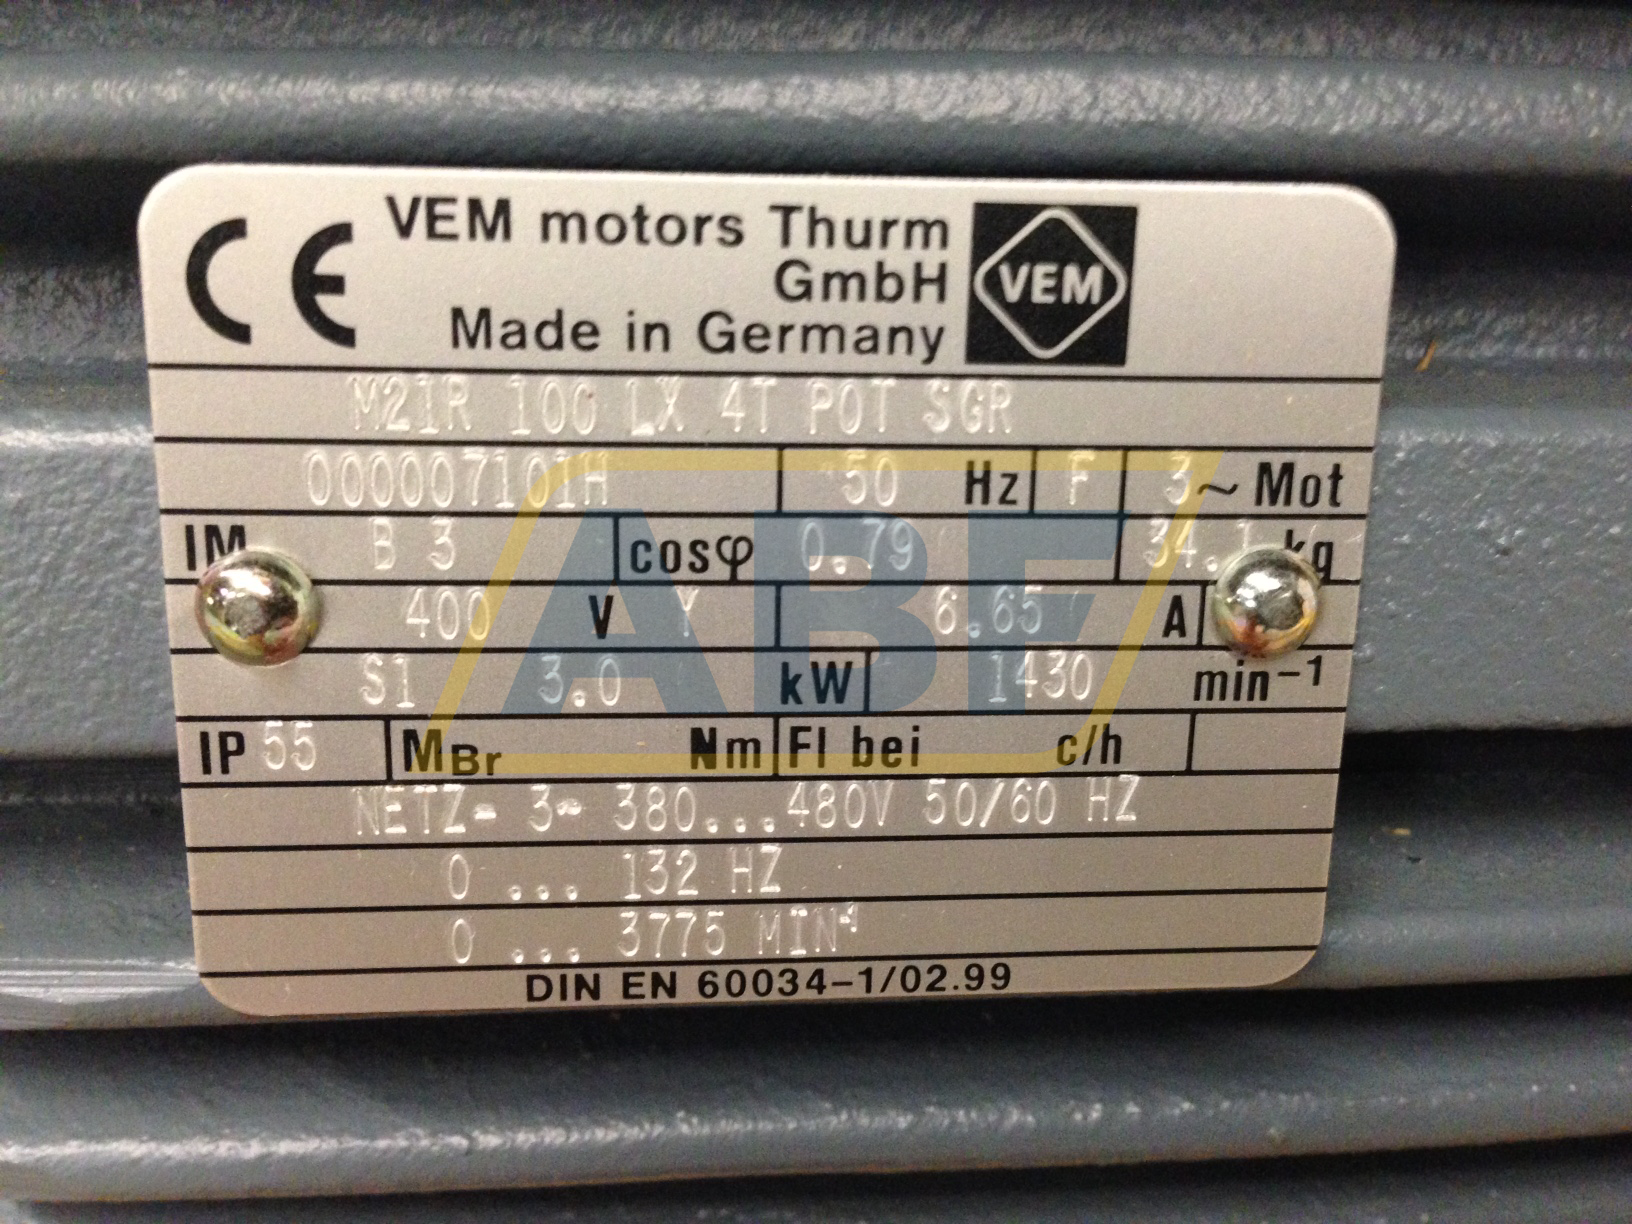 CE VEM motors Thurm
GmbH
Made in Germany
VEM
M21R 100 LX 4T POT SGR
000007101H 50 Hz F 3~Mot
IM B 3 cosφ 0.79 34.1 kg
400 V Y 6.65 A
S1 3.0 kW 1430 min-1
IP 55 MBr Nm FI bei c/h
NETZ- 3~ 380...480V 50/60 HZ
0 ... 132 HZ
0 ... 3775 MIN-1
DIN EN 60034-1/02.99
ABF